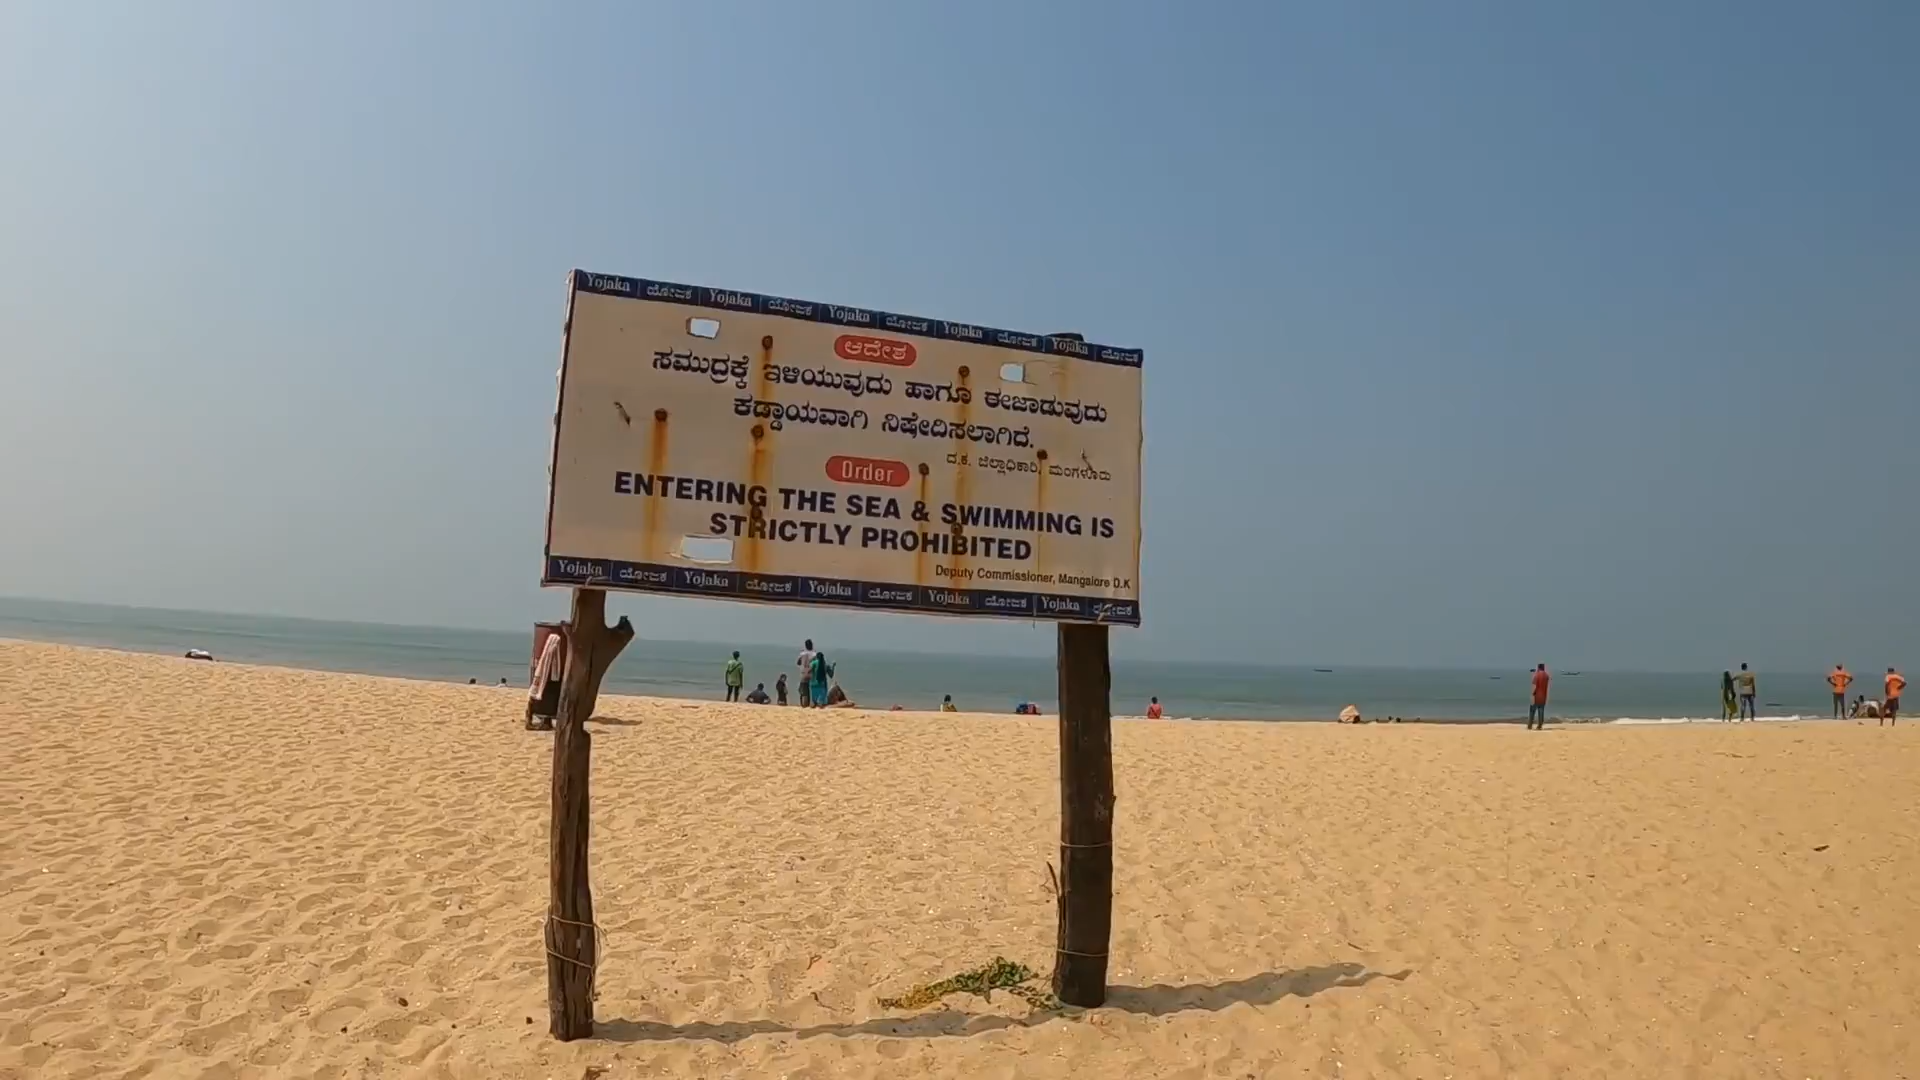 Yojaka ಯೋಜಕ Yojaka ಯೋಜಕ Yojaka ಯೋಜಕ Yojaka ಯೋಜಕ Yojaka ಯೋಜಕ
ಆದೇಶ
ಸಮುದ್ರಕ್ಕೆ ಇಳಿಯುವುದು ಹಾಗೂ ಈಜಾಡುವುದು
ಕಡ್ಡಾಯವಾಗಿ ನಿಷೇದಿಸಲಾಗಿದೆ.
ದ.ಕ. ಜಿಲ್ಲಾಧಿಕಾರಿ, ಮಂಗಳೂರು
Order
ENTERING THE SEA & SWIMMING IS
STRICTLY PROHIBITED
Deputy Commissioner, Mangalore D.K
Yojaka ಯೋಜಕ Yojaka ಯೋಜಕ Yojaka ಯೋಜಕ Yojaka ಯೋಜಕ Yojaka ಯೋಜಕ